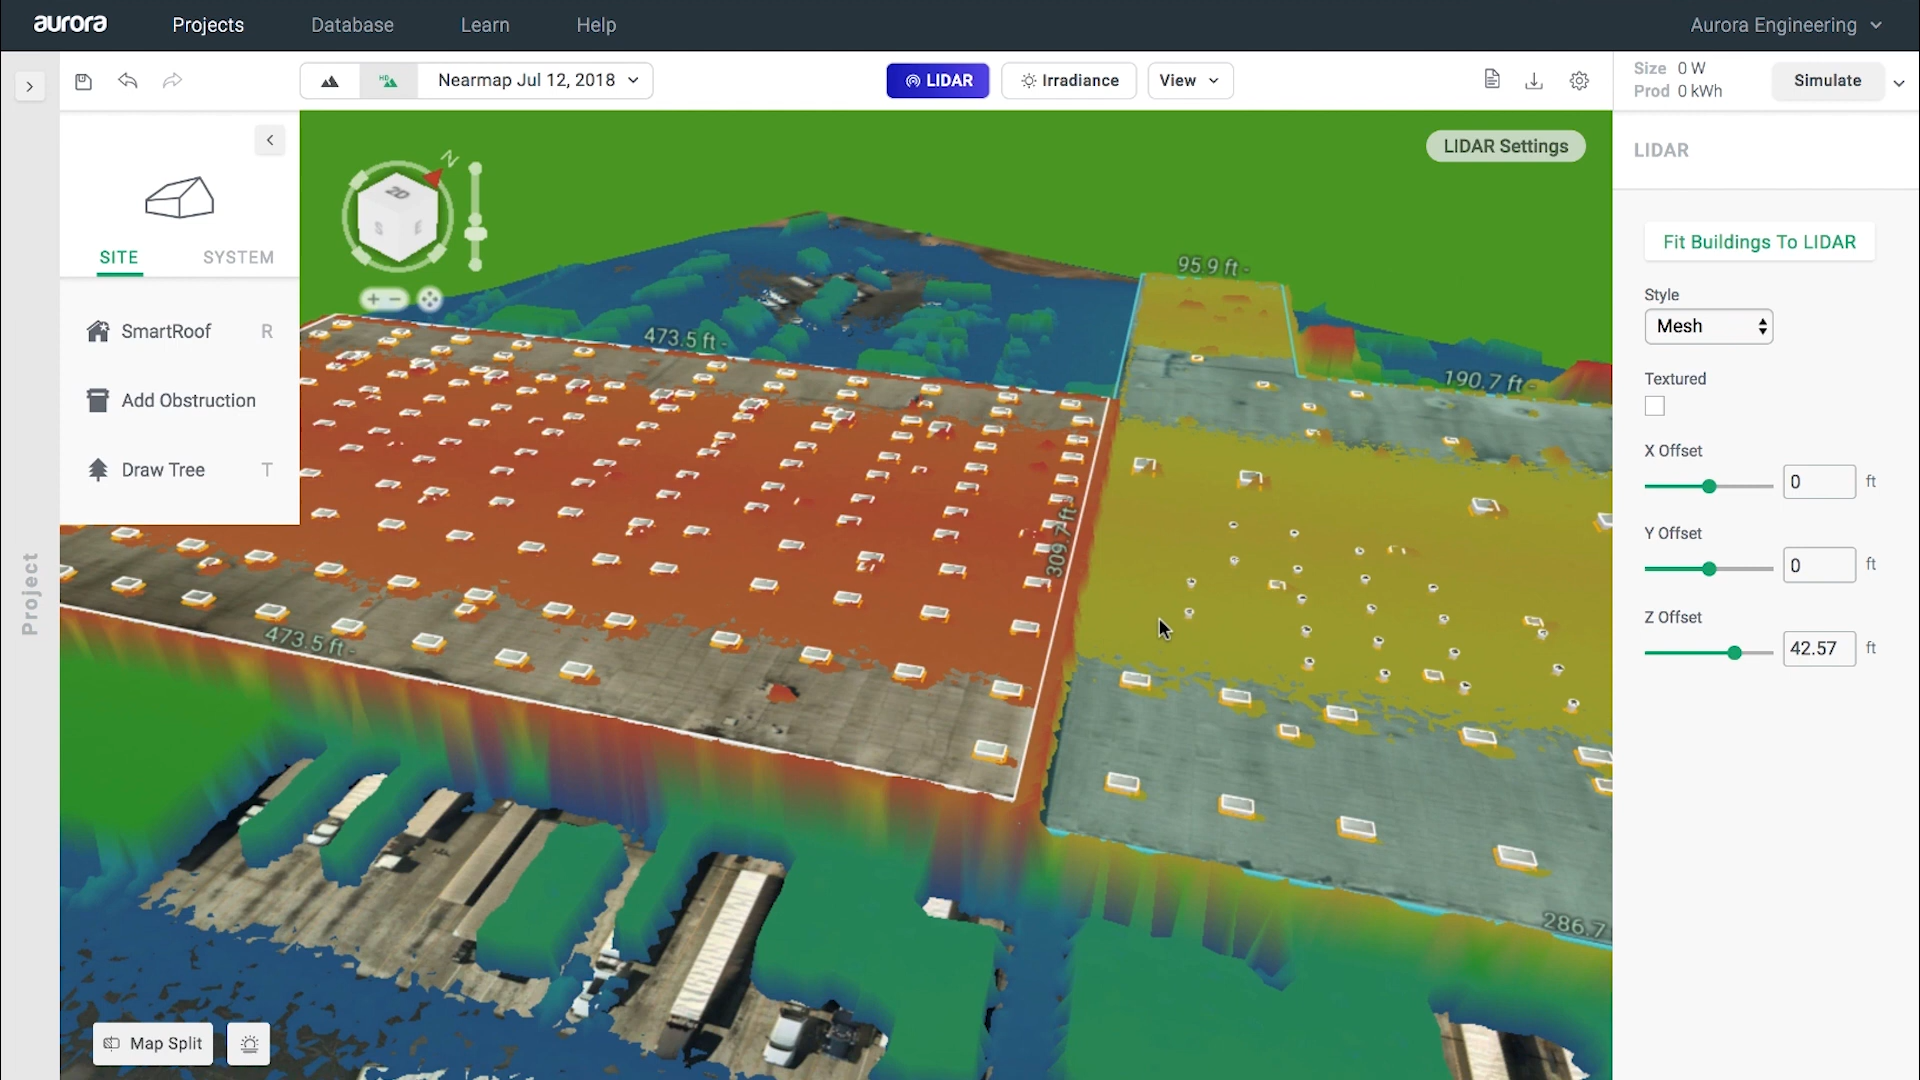 aurora Projects Database Learn Help Aurora Engineering
HD Nearmap Jul 12, 2018 LIDAR Irradiance View Size 0 W Simulate
Prod 0 kWh
LIDAR Settings
LIDAR
N
2D
S E
SITE SYSTEM
Fit Buildings To LIDAR
95.9 ft -
Style
Mesh
SmartRoof R
473.5 ft -
190.7 ft -
Textured
Add Obstruction
X Offset
0 ft
Draw Tree T
309.7 ft
Y Offset
0 ft
Project
Z Offset
42.57 ft
473.5 ft -
286.7
Map Split